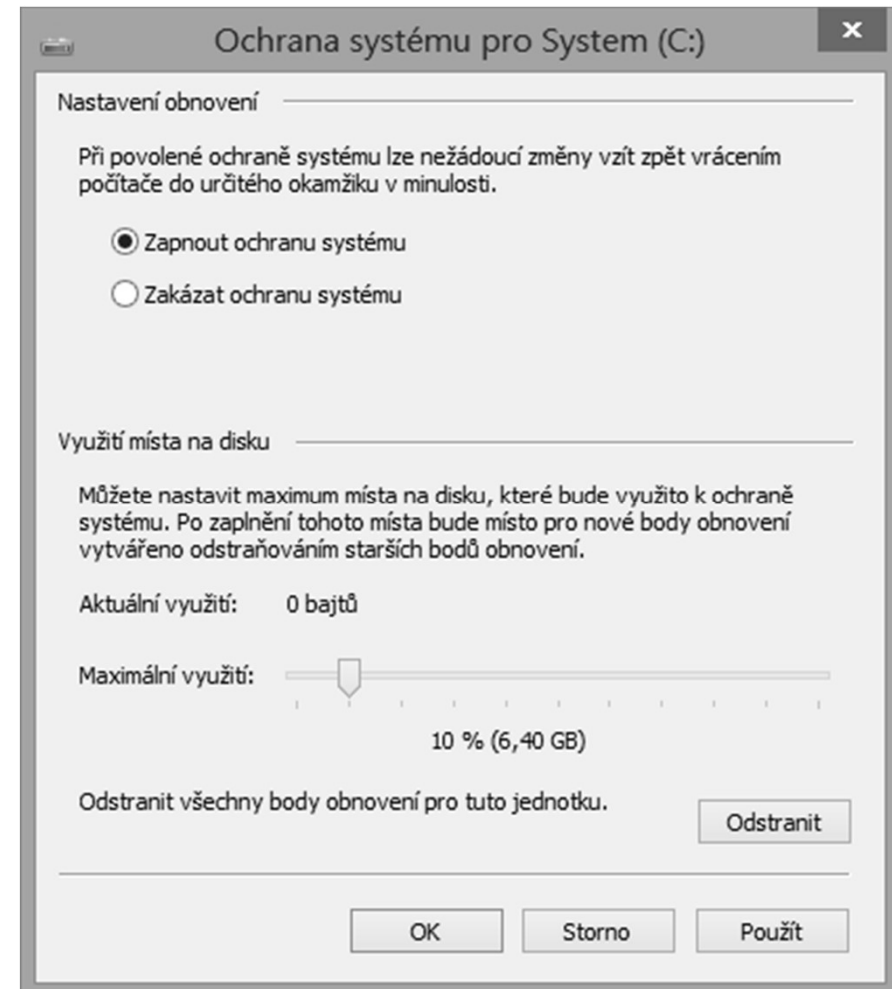 Ochrana systému pro System (C:)
x
Nastavení obnovení
Při povolené ochraně systému lze nežádoucí změny vzít zpět vrácením
počítače do určitého okamžiku v minulosti.
Zapnout ochranu systému
Zakázat ochranu systému
Využití místa na disku
Můžete nastavit maximum místa na disku, které bude využito k ochraně
systému. Po zaplnění tohoto místa bude místo pro nové body obnovení
vytvářeno odstraňováním starších bodů obnovení.
Aktuální využití: 0 bajtů
Maximální využití:
10 % (6,40 GB)
Odstranit všechny body obnovení pro tuto jednotku.
Odstranit
OK Storno Použít